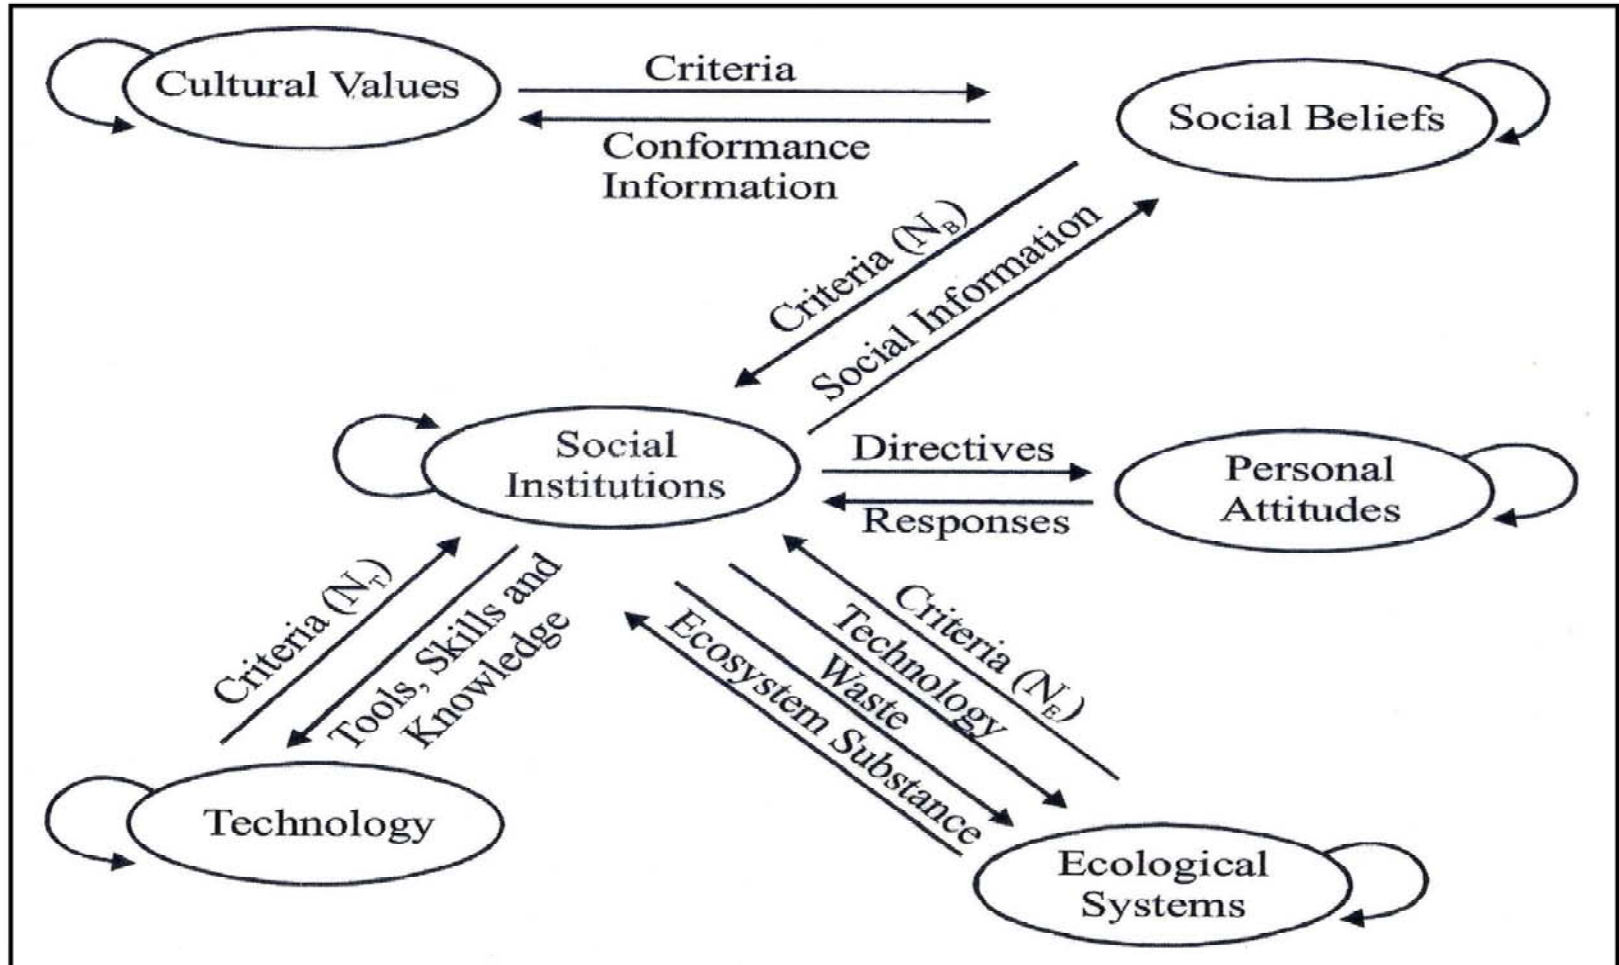 Cultural Values
Criteria
Conformance
Information
Social Beliefs
Criteria (N_B)
Social Information
Social
Institutions
Directives
Responses
Personal
Attitudes
Criteria (N_T)
Tools, Skills and
Knowledge
Criteria (N_E)
Technology
Waste
Ecosystem Substance
Technology
Ecological
Systems